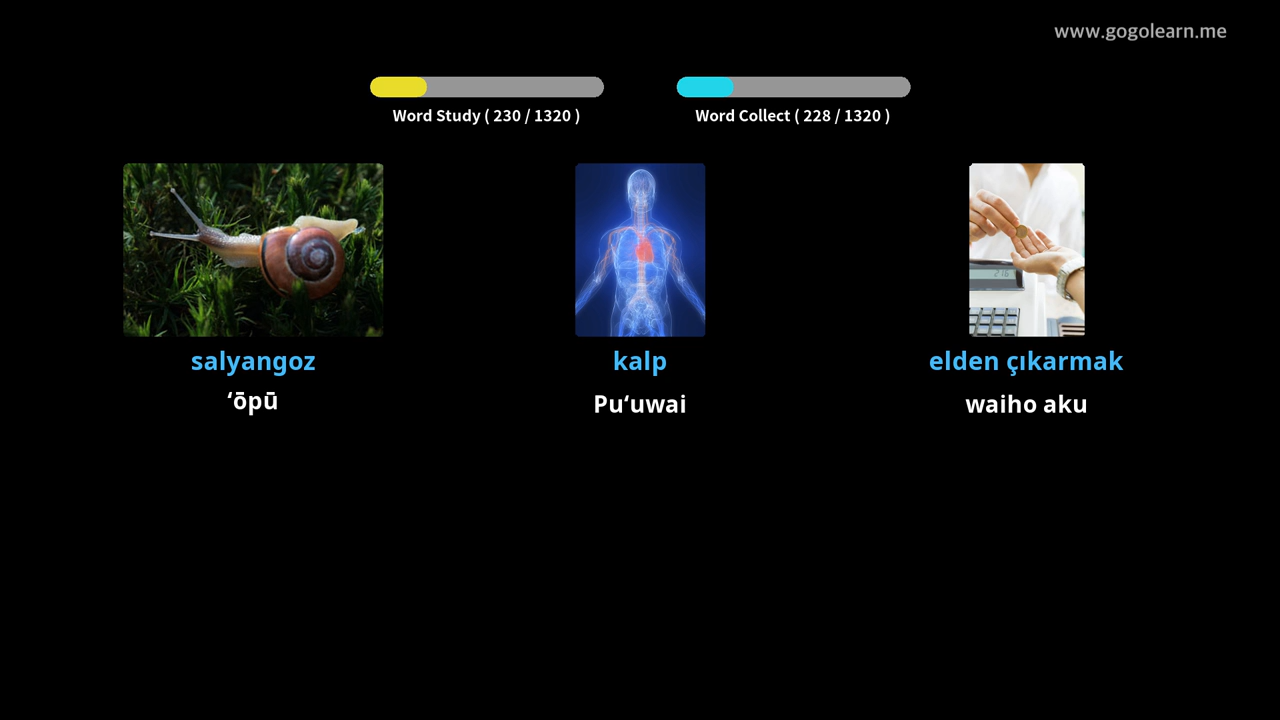 www.gogolearn.me
Word Study ( 230 / 1320 )
Word Collect ( 228 / 1320 )
salyangoz
ʻōpū
kalp
Puʻuwai
elden çıkarmak
waiho aku